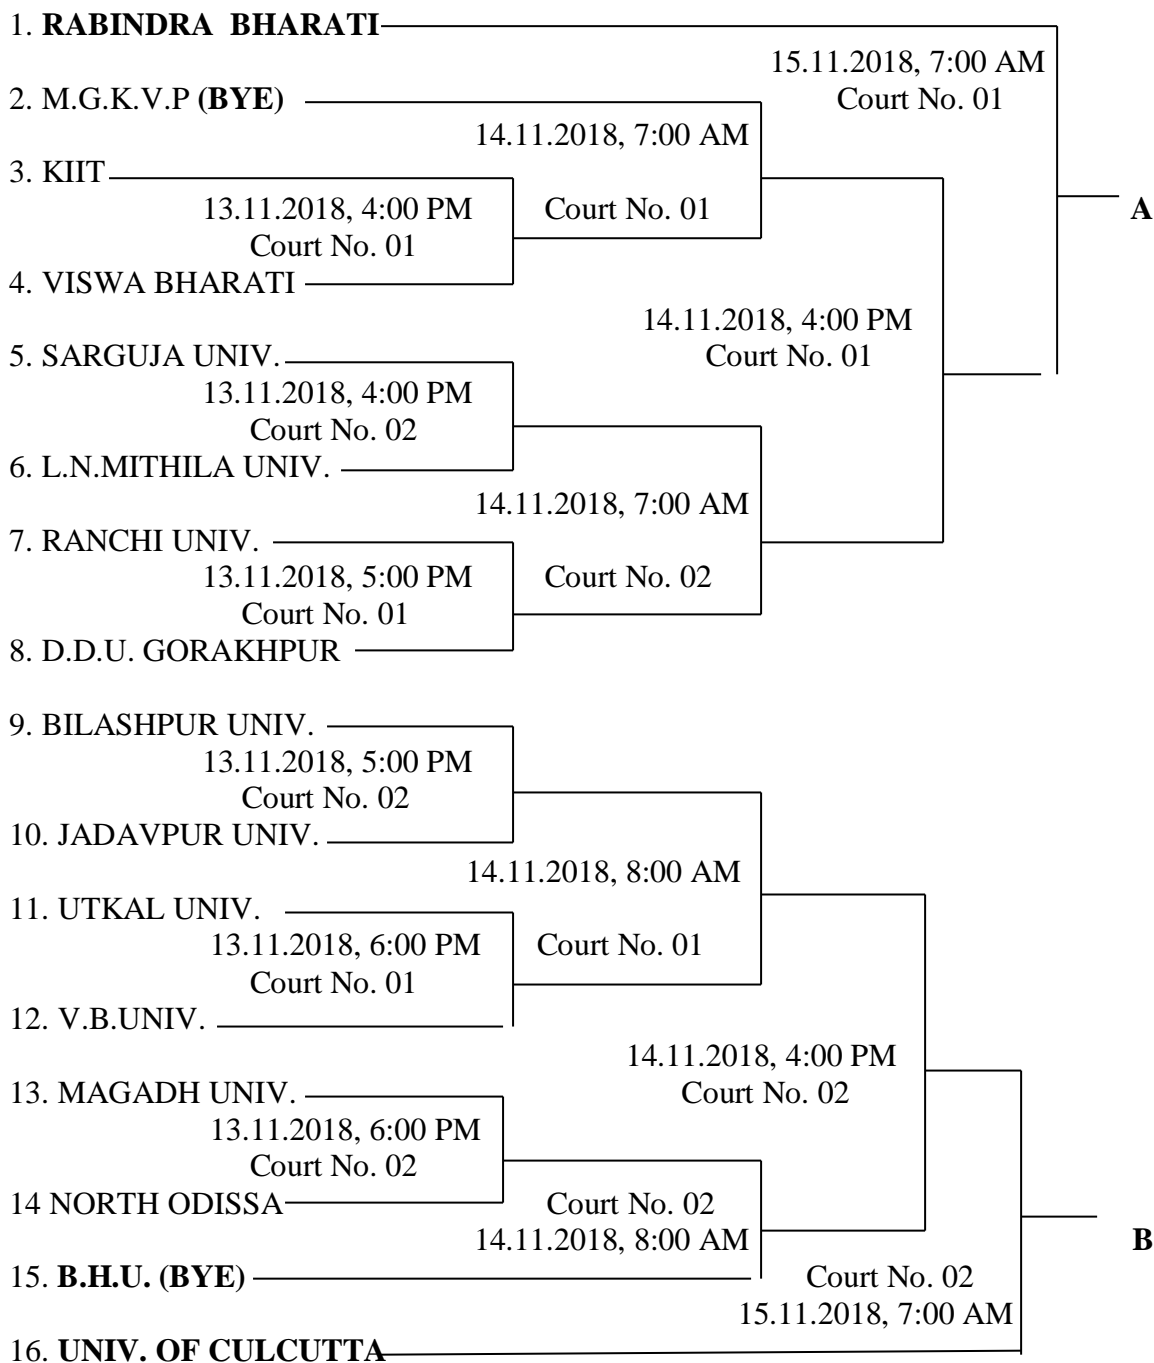 1. RABINDRA BHARATI
15.11.2018, 7:00 AM
Court No. 01
2. M.G.K.V.P (BYE)
14.11.2018, 7:00 AM
3. KIIT
13.11.2018, 4:00 PM
Court No. 01
Court No. 01
A
4. VISWA BHARATI
14.11.2018, 4:00 PM
Court No. 01
5. SARGUJA UNIV.
13.11.2018, 4:00 PM
Court No. 02
6. L.N.MITHILA UNIV.
14.11.2018, 7:00 AM
7. RANCHI UNIV.
13.11.2018, 5:00 PM
Court No. 02
Court No. 01
8. D.D.U. GORAKHPUR
9. BILASHPUR UNIV.
13.11.2018, 5:00 PM
Court No. 02
10. JADAVPUR UNIV.
14.11.2018, 8:00 AM
11. UTKAL UNIV.
13.11.2018, 6:00 PM
Court No. 01
Court No. 01
12. V.B.UNIV.
14.11.2018, 4:00 PM
Court No. 02
13. MAGADH UNIV.
13.11.2018, 6:00 PM
Court No. 02
14 NORTH ODISSA
Court No. 02
14.11.2018, 8:00 AM
B
15. B.H.U. (BYE)
Court No. 02
15.11.2018, 7:00 AM
16. UNIV. OF CULCUTTA